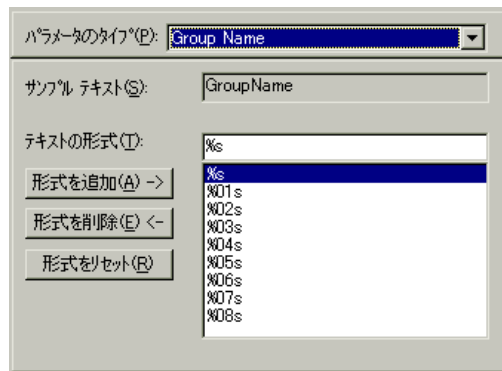 ﾊﾟﾗﾒｰﾀのﾀｲﾌﾟ(P): Group Name
ｻﾝﾌﾟﾙ ﾃｷｽﾄ(S): GroupName
ﾃｷｽﾄの形式(T): %s
形式を追加(A) ->
形式を削除(E) <-
形式をﾘｾｯﾄ(R)
%s
%01s
%02s
%03s
%04s
%05s
%06s
%07s
%08s